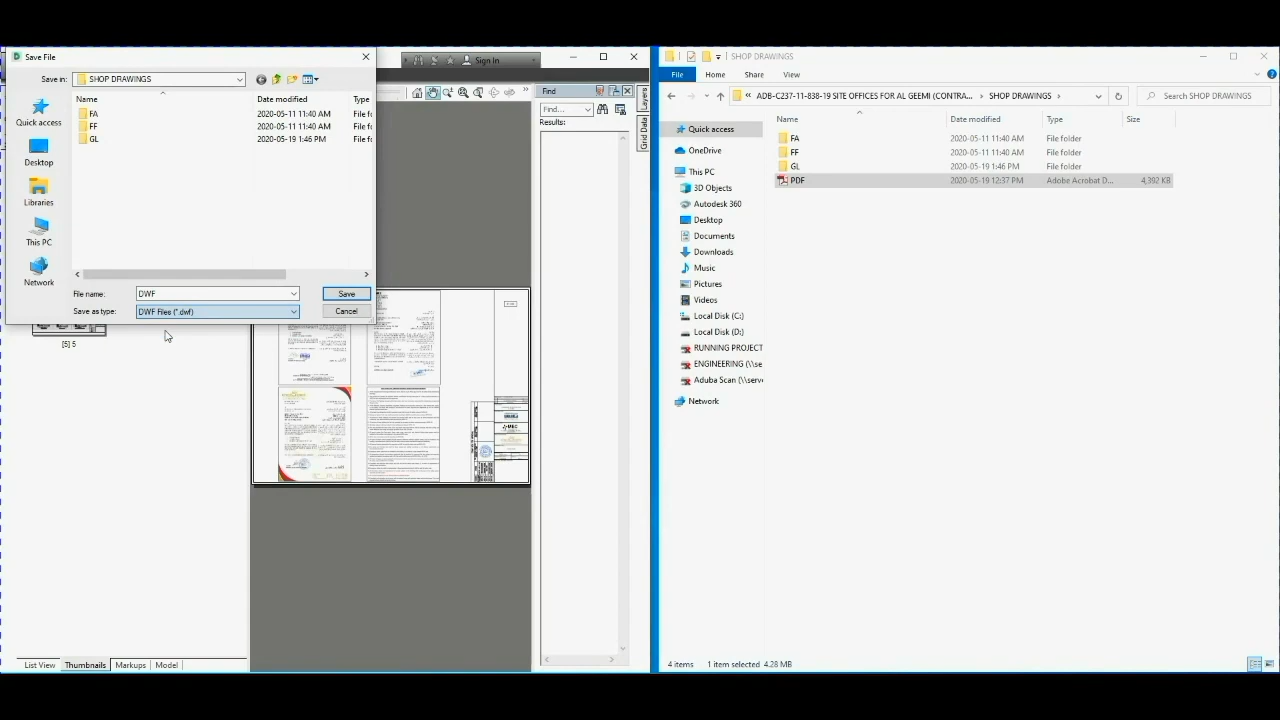 Save File
Save in:
SHOP DRAWINGS
Name
Date modified
Type
FA
2020-05-11 11:40 AM
File fo
FF
2020-05-11 11:40 AM
File fo
GL
2020-05-19 1:46 PM
File fo
Quick access
Desktop
Libraries
This PC
Network
File name:
DWF
Save
Save as type:
DWF Files (*.dwf)
Cancel
[5] 5
List View
Thumbnails
Markups
Model
Sign In
Find
Find...
Results:
Layers
Grid Data
SHOP DRAWINGS
File
Home
Share
View
« ADB-C237-11-838-19 SITE OFFICES FOR AL GEEMI (CONTRA... > SHOP DRAWINGS >
Search SHOP DRAWINGS
Name
Date modified
Type
Size
FA
2020-05-11 11:40 AM
File folder
FF
2020-05-11 11:40 AM
File folder
GL
2020-05-19 1:46 PM
File folder
PDF
2020-05-19 12:37 PM
Adobe Acrobat D...
4,392 KB
Quick access
OneDrive
This PC
3D Objects
Autodesk 360
Desktop
Documents
Downloads
Music
Pictures
Videos
Local Disk (C:)
Local Disk (D:)
RUNNING PROJECT
ENGINEERING (\\se
Aduba Scan (\\serv
Network
4 items
1 item selected 4.28 MB